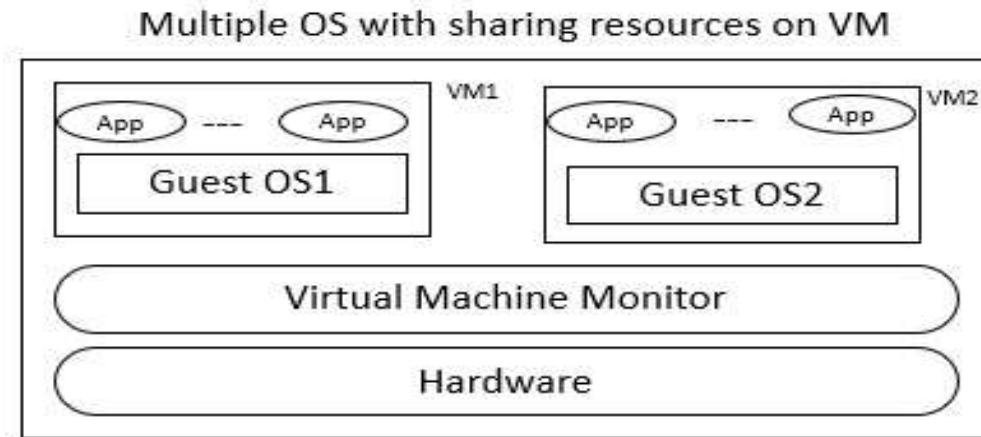 Multiple OS with sharing resources on VM
VM1
App --- App
Guest OS1
VM2
App --- App
Guest OS2
Virtual Machine Monitor
Hardware